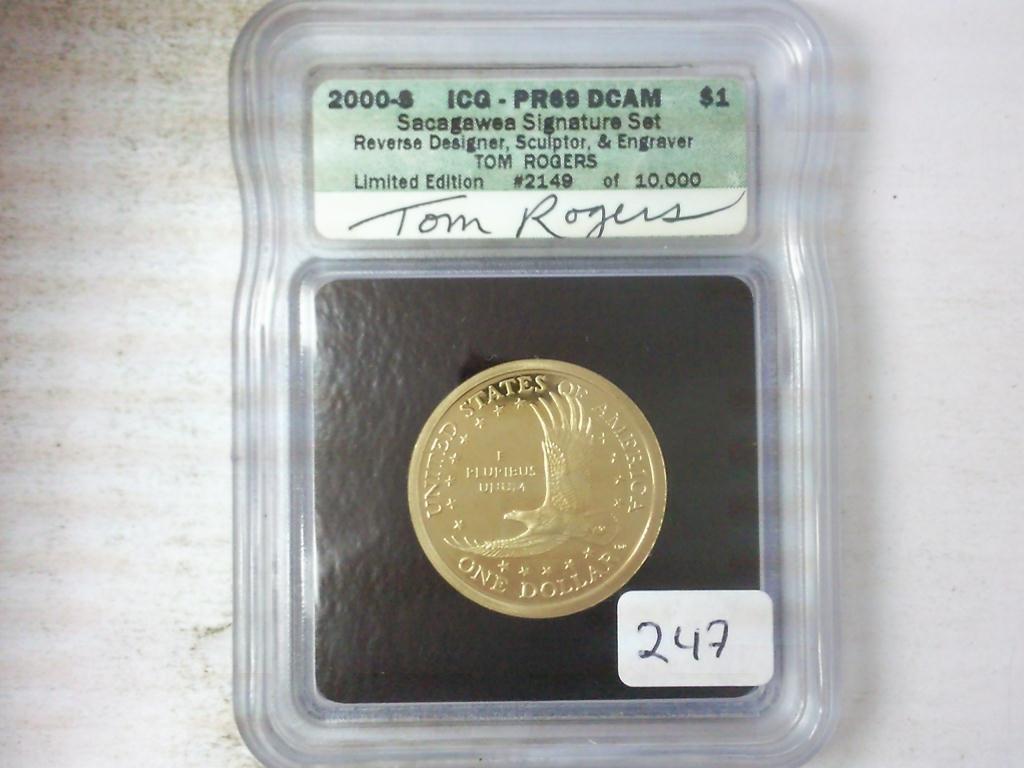 2000-S ICG - PR69 DCAM $1
Sacagawea Signature Set
Reverse Designer, Sculptor, & Engraver
TOM ROGERS
Limited Edition #2149 of 10,000
Tom Rogers
UNITED STATES OF AMERICA
E
PLURIBUS
UNUM
ONE DOLLAR
247